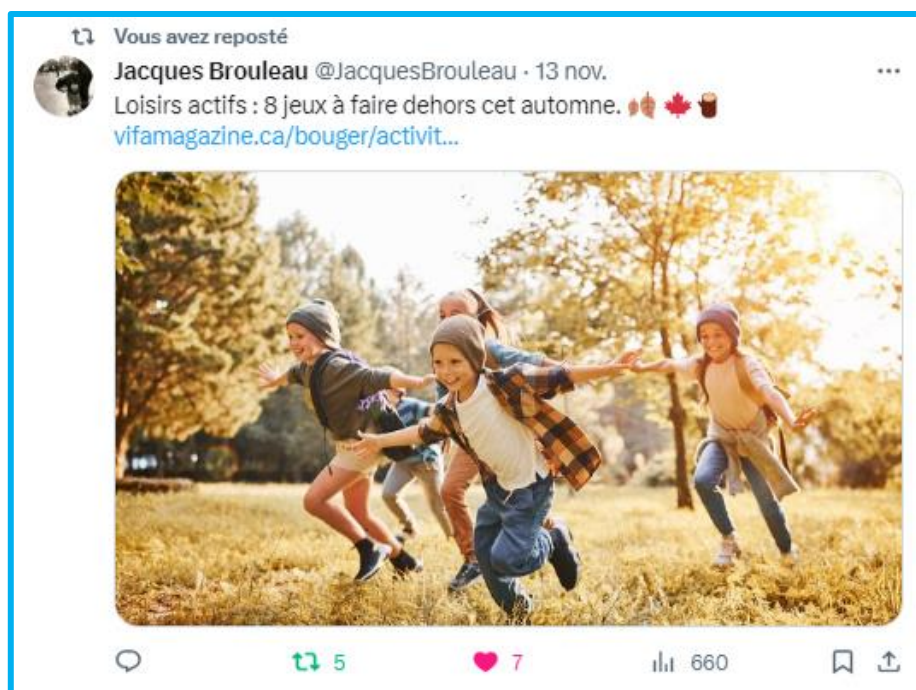 Vous avez reposté
Jacques Brouleau @JacquesBrouleau · 13 nov.
Loisirs actifs : 8 jeux à faire dehors cet automne. 🍂 🍁 🪵
vifamagazine.ca/bouger/activit...
5 7 660